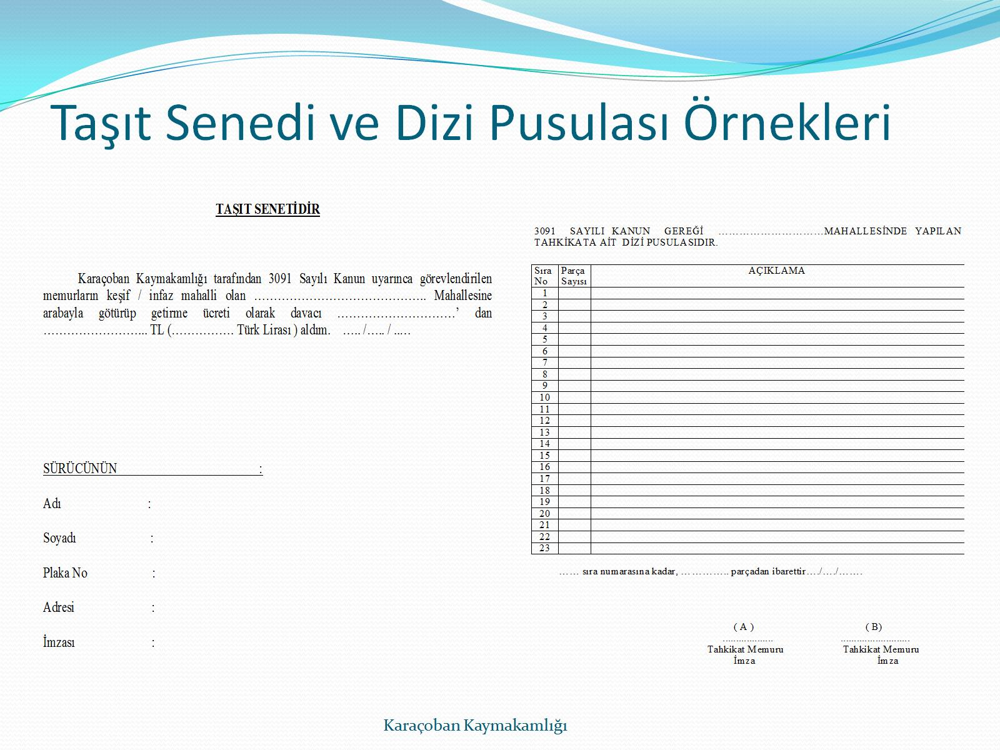 Taşıt Senedi ve Dizi Pusulası Örnekleri
TAŞIT SENETİDİR
Karaçoban Kaymakamlığı tarafından 3091 Sayılı Kanun uyarınca görevlendirilen
memurların keşif / infaz mahalli olan …………………………………….. Mahallesine
arabayla götürüp getirme ücreti olarak davacı …………………………’ dan
……………………... TL (……………. Türk Lirası ) aldım. ….. /….. / ..…
SÜRÜCÜNÜN :
Adı :
Soyadı :
Plaka No :
Adresi :
İmzası :
3091 SAYILI KANUN GEREĞİ …………………………MAHALLESİNDE YAPILAN
TAHKİKATA AİT DİZİ PUSULASIDIR.
Sıra Parça AÇIKLAMA
No Sayısı
1
2
3
4
5
6
7
8
9
10
11
12
13
14
15
16
17
18
19
20
21
22
23
…… sıra numarasına kadar, ………….. parçadan ibarettir…./…./…….
( A ) ( B)
................... ..........................
Tahkikat Memuru Tahkikat Memuru
İmza İmza
Karaçoban Kaymakamlığı